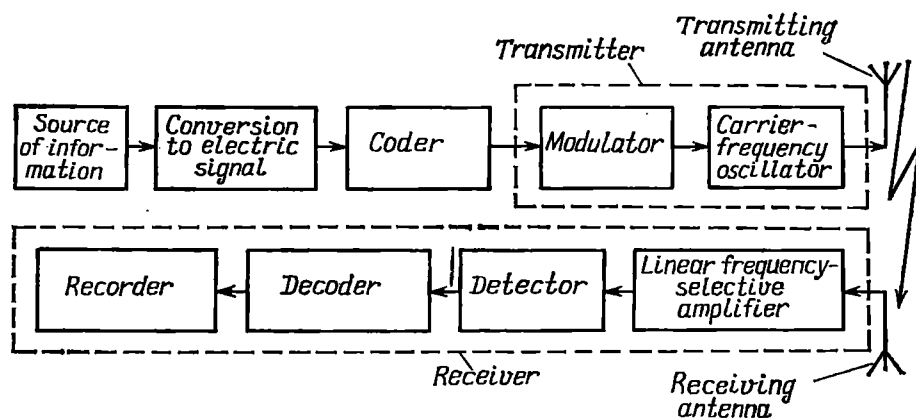 Transmitter
Transmitting
antenna
Source
of infor-
mation
Conversion
to electric
signal
Coder
Modulator
Carrier-
frequency
oscillator
Recorder
Decoder
Detector
Linear frequency-
selective
amplifier
Receiver
Receiving
antenna